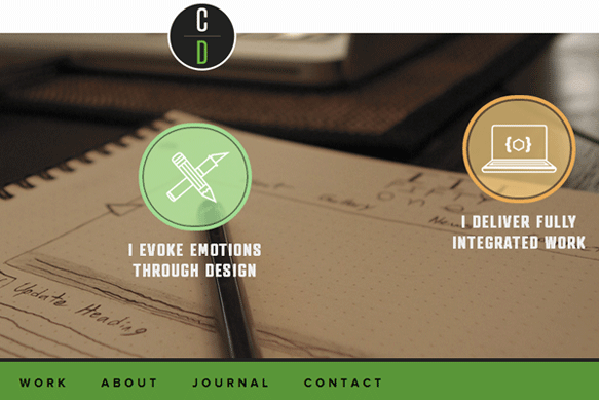 C
D
I EVOKE EMOTIONS
THROUGH DESIGN
I DELIVER FULLY
INTEGRATED WORK
Update Heading
WORK ABOUT JOURNAL CONTACT